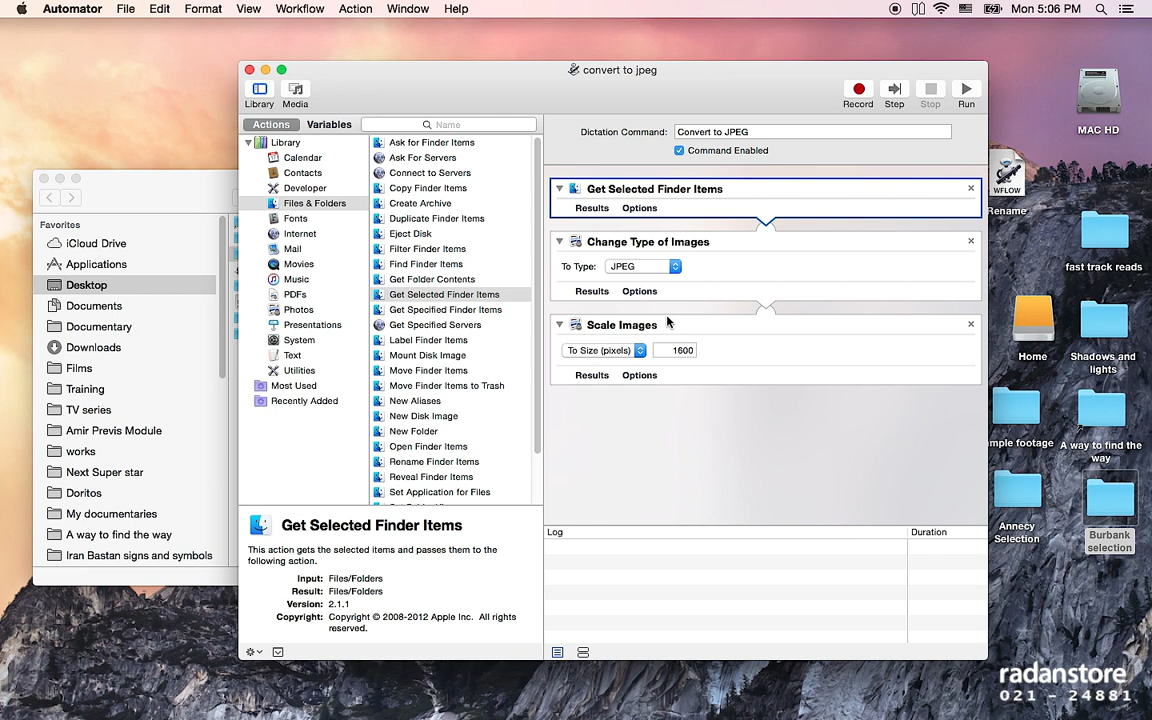 Automator File Edit Format View Workflow Action Window Help
Mon 5:06 PM
convert to jpeg
Library Media
Record Step Stop Run
Actions Variables
Name
Library
Calendar
Contacts
Developer
Files & Folders
Fonts
Internet
Mail
Movies
Music
PDFs
Photos
Presentations
System
Text
Utilities
Most Used
Recently Added
Ask for Finder Items
Ask For Servers
Connect to Servers
Copy Finder Items
Create Archive
Duplicate Finder Items
Eject Disk
Filter Finder Items
Find Finder Items
Get Folder Contents
Get Selected Finder Items
Get Specified Finder Items
Get Specified Servers
Label Finder Items
Mount Disk Image
Move Finder Items
Move Finder Items to Trash
New Aliases
New Disk Image
New Folder
Open Finder Items
Rename Finder Items
Reveal Finder Items
Set Application for Files
Get Selected Finder Items
This action gets the selected items and passes them to the
following action.
Input: Files/Folders
Result: Files/Folders
Version: 2.1.1
Copyright: Copyright © 2008-2012 Apple Inc. All rights
reserved.
Dictation Command: Convert to JPEG
Command Enabled
Get Selected Finder Items
Results Options
Change Type of Images
To Type: JPEG
Results Options
Scale Images
To Size (pixels) 1600
Results Options
Log Duration
Favorites
iCloud Drive
Applications
Desktop
Documents
Documentary
Downloads
Films
Training
TV series
Amir Previs Module
works
Next Super star
Doritos
My documentaries
A way to find the way
Iran Bastan signs and symbols
MAC HD
WFLOW
Rename
fast track reads
Home
Shadows and
lights
mple footage
A way to find the
way
Annecy
Selection
Burbank
selection
radanstore
021 - 24881